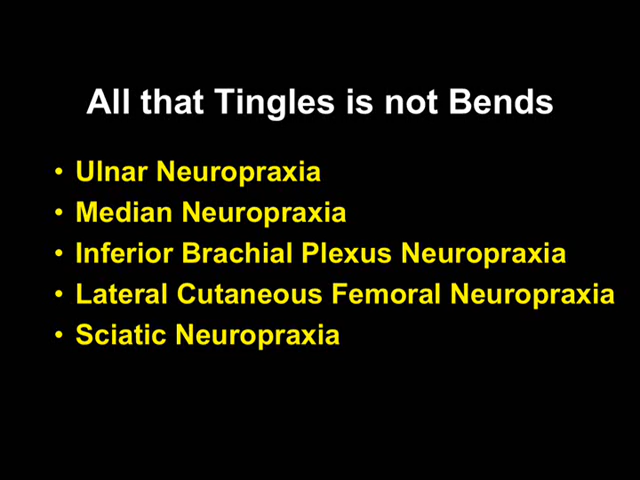 All that Tingles is not Bends
• Ulnar Neuropraxia
• Median Neuropraxia
• Inferior Brachial Plexus Neuropraxia
• Lateral Cutaneous Femoral Neuropraxia
• Sciatic Neuropraxia